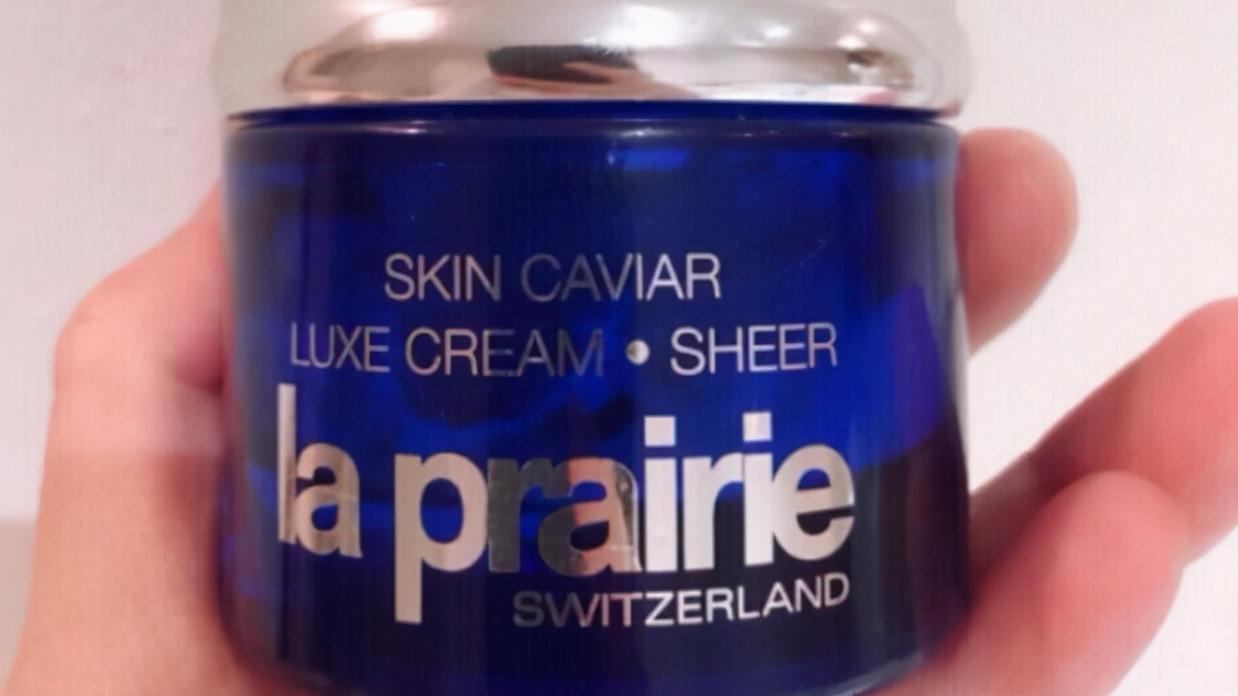 SKIN CAVIAR
LUXE CREAM • SHEER
la prairie
SWITZERLAND